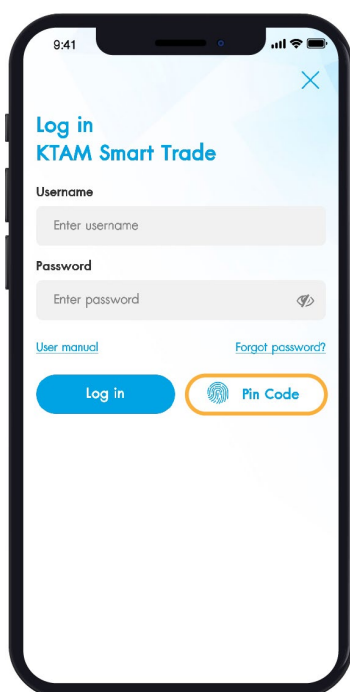 9:41
Log in
KTAM Smart Trade
Username
Enter username
Password
Enter password
User manual Forgot password?
Log in Pin Code